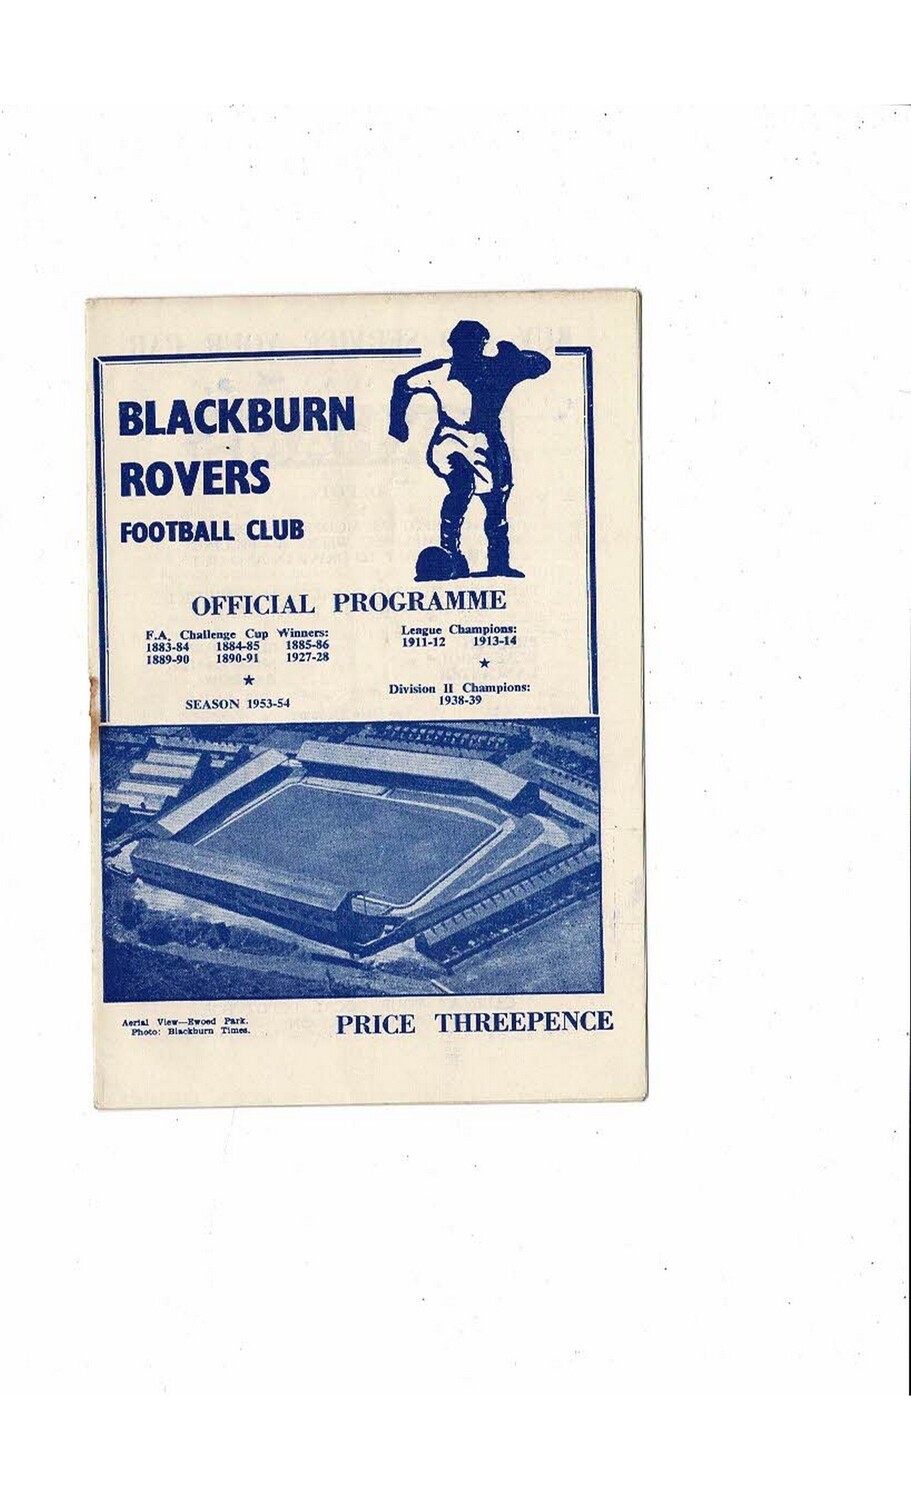 BLACKBURN
ROVERS
FOOTBALL CLUB
OFFICIAL PROGRAMME
F.A. Challenge Cup Winners:
1883-84 1884-85 1885-86
1889-90 1890-91 1927-28
★
SEASON 1953-54
League Champions:
1911-12 1913-14
★
Division II Champions:
1938-39
Aerial View—Ewood Park.
Photo: Blackburn Times.
PRICE THREEPENCE